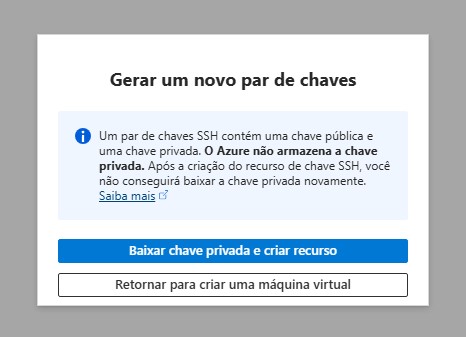 Gerar um novo par de chaves
Um par de chaves SSH contém uma chave pública e
uma chave privada. O Azure não armazena a chave
privada. Após a criação do recurso de chave SSH, você
não conseguirá baixar a chave privada novamente.
Saiba mais
Baixar chave privada e criar recurso
Retornar para criar uma máquina virtual